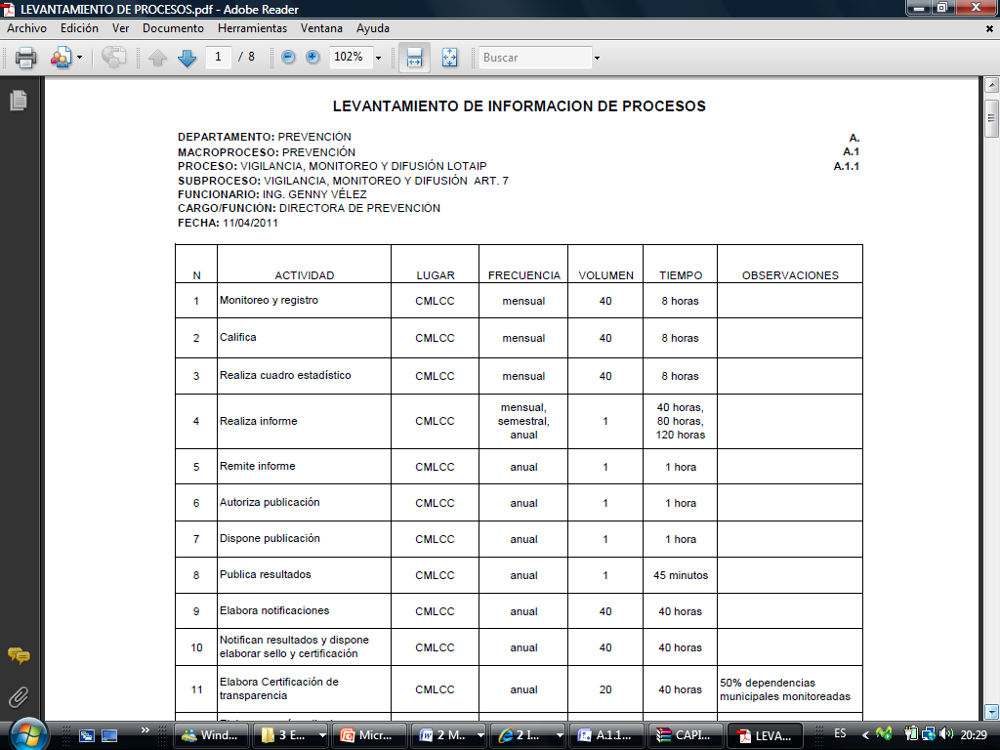 LEVANTAMIENTO DE PROCESOS.pdf - Adobe Reader
Archivo Edición Ver Documento Herramientas Ventana Ayuda
1 / 8 102% Buscar
LEVANTAMIENTO DE INFORMACION DE PROCESOS
DEPARTAMENTO: PREVENCIÓN A.
MACROPROCESO: PREVENCIÓN A.1
PROCESO: VIGILANCIA, MONITOREO Y DIFUSIÓN LOTAIP A.1.1
SUBPROCESO: VIGILANCIA, MONITOREO Y DIFUSIÓN ART. 7
FUNCIONARIO: ING. GENNY VÉLEZ
CARGO/FUNCIÓN: DIRECTORA DE PREVENCIÓN
FECHA: 11/04/2011
N ACTIVIDAD LUGAR FRECUENCIA VOLUMEN TIEMPO OBSERVACIONES
1 Monitoreo y registro CMLCC mensual 40 8 horas
2 Califica CMLCC mensual 40 8 horas
3 Realiza cuadro estadístico CMLCC mensual 40 8 horas
4 Realiza informe CMLCC mensual, semestral, anual 1 40 horas, 80 horas, 120 horas
5 Remite informe CMLCC anual 1 1 hora
6 Autoriza publicación CMLCC anual 1 1 hora
7 Dispone publicación CMLCC anual 1 1 hora
8 Publica resultados CMLCC anual 1 45 minutos
9 Elabora notificaciones CMLCC anual 40 40 horas
10 Notifican resultados y dispone elaborar sello y certificación CMLCC anual 40 40 horas
11 Elabora Certificación de transparencia CMLCC anual 20 40 horas 50% dependencias municipales monitoreadas
Wind... 3 E... Micr... 2 M... 2 I... A.1.1... CAPI... LEVA... ES 20:29